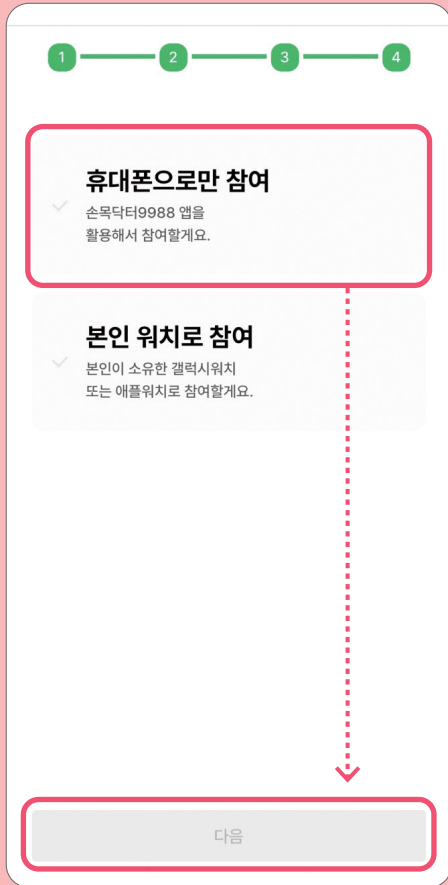 1 2 3 4
휴대폰으로만 참여
손목닥터9988 앱을
활용해서 참여할게요.
본인 워치로 참여
본인이 소유한 갤럭시워치
또는 애플워치로 참여할게요.
다음